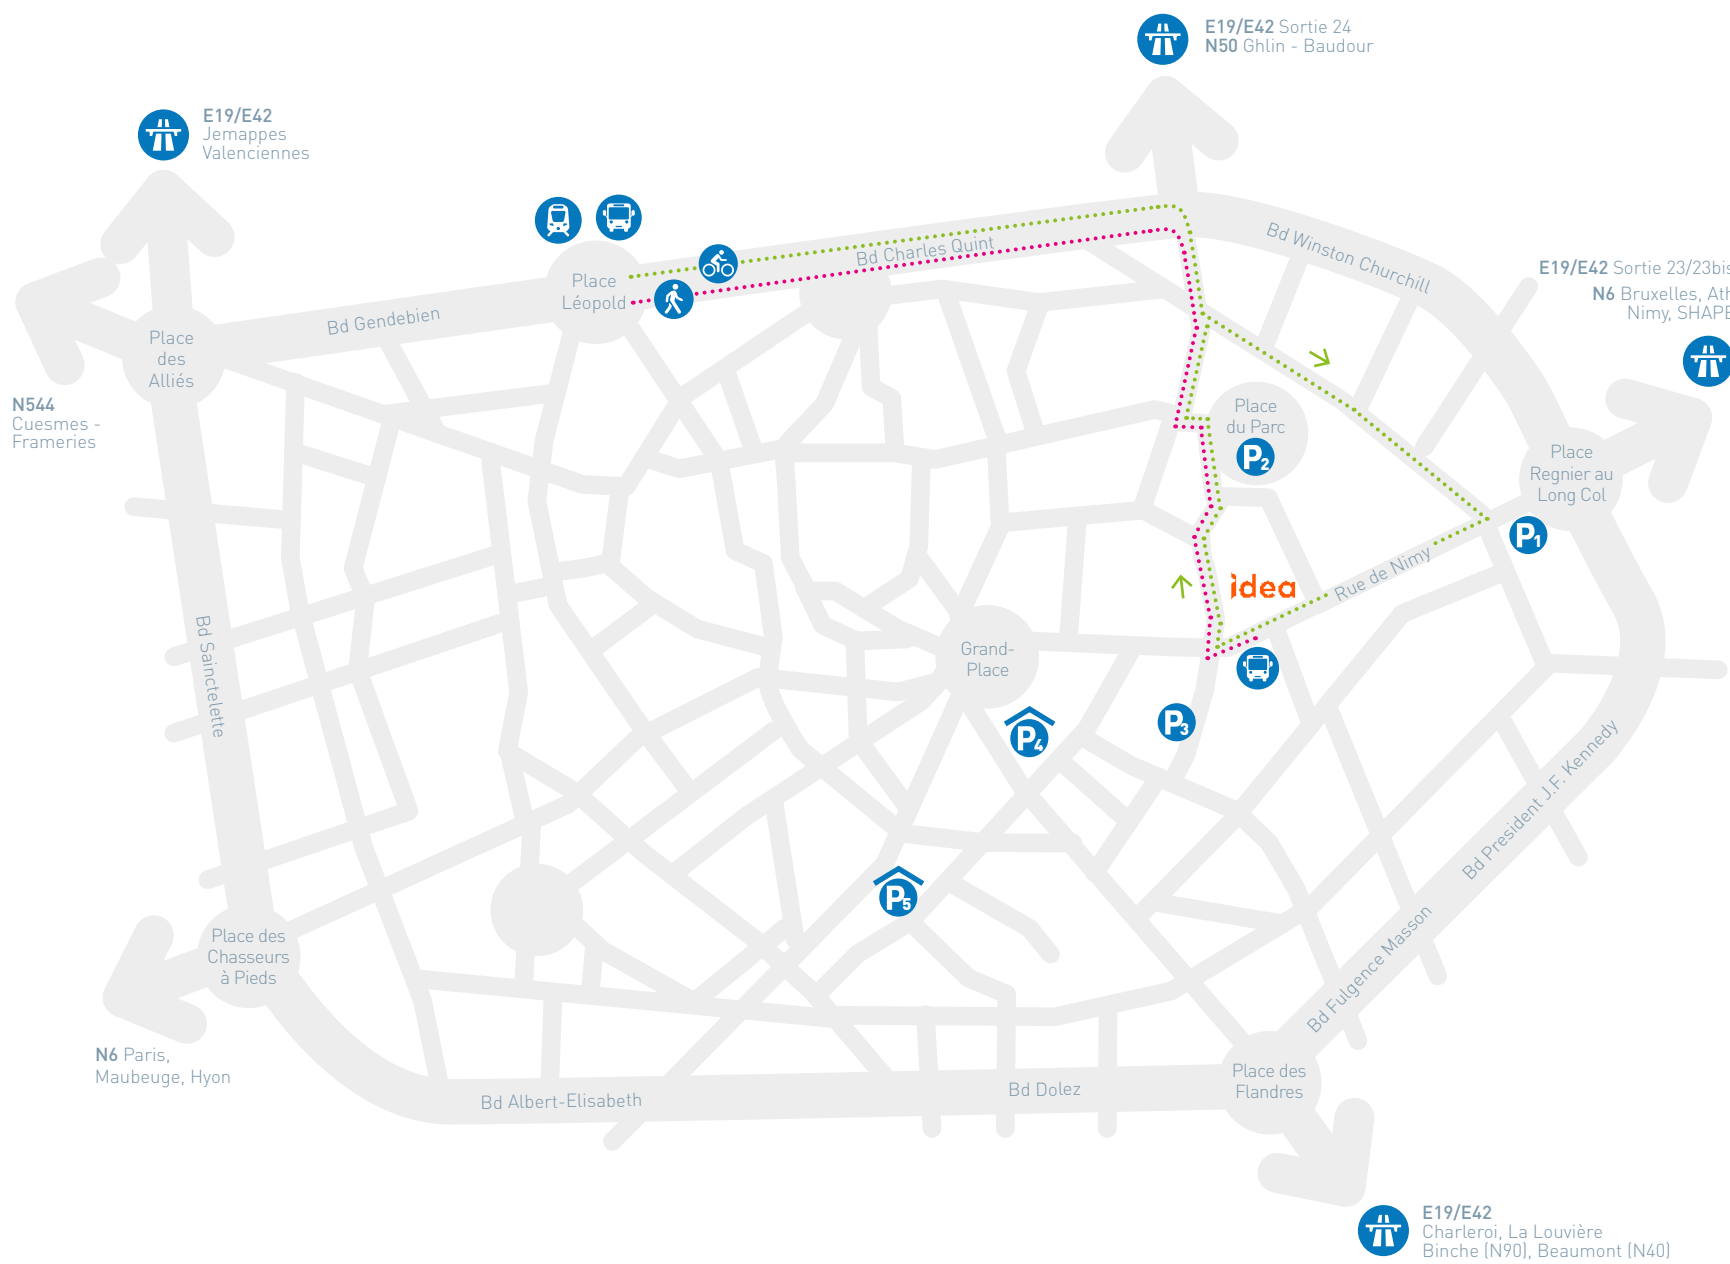 E19/E42 Sortie 24
N50 Ghlin - Baudour
E19/E42
Jemappes
Valenciennes
Bd Charles Quint
Bd Winston Churchill
E19/E42 Sortie 23/23bis
N6 Bruxelles, Ath
Nimy, SHAPE
Place
Léopold
Bd Gendebien
Place
des
Alliés
N544
Cuesmes -
Frameries
Place
du Parc
P2
Place
Regnier au
Long Col
P1
Rue de Nimy
idea
Bd Sainctelette
Grand-
Place
P3
P4
Bd President J.F. Kennedy
P5
Bd Fulgence Masson
Place des
Chasseurs
à Pieds
N6 Paris,
Maubeuge, Hyon
Bd Albert-Elisabeth
Bd Dolez
Place des
Flandres
E19/E42
Charleroi, La Louvière
Binche (N90), Beaumont (N40)